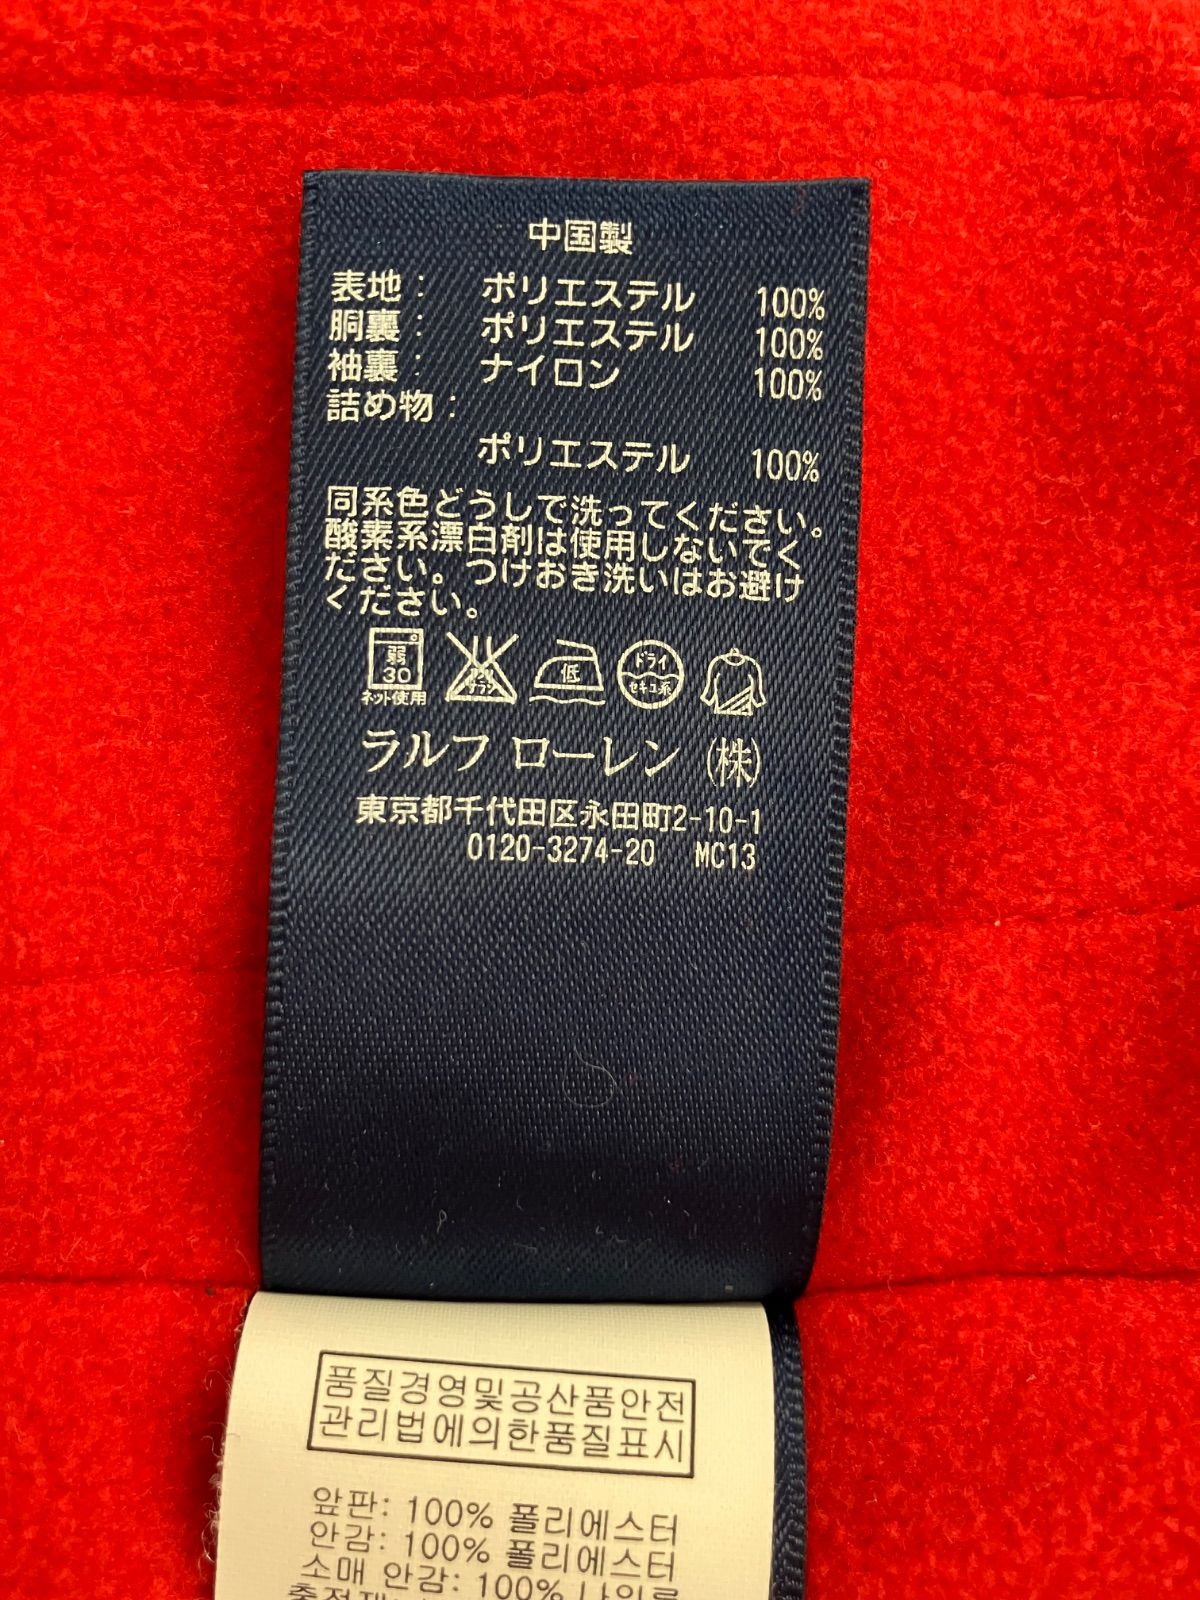 中国製
表地： ポリエステル 100%
胴裏： ポリエステル 100%
袖裏： ナイロン 100%
詰め物：
ポリエステル 100%
同系色どうしで洗ってください。
酸素系漂白剤は使用しないでく
ださい。つけおき洗いはお避け
ください。
弱
30
ネット使用
低
ドライ
セキユ系
ラルフ ローレン ㈱
東京都千代田区永田町2-10-1
0120-3274-20 MC13
품질경영및공산품안전
관리법에의한품질표시
앞판: 100% 폴리에스터
안감: 100% 폴리에스터
소매 안감: 100% 나일론